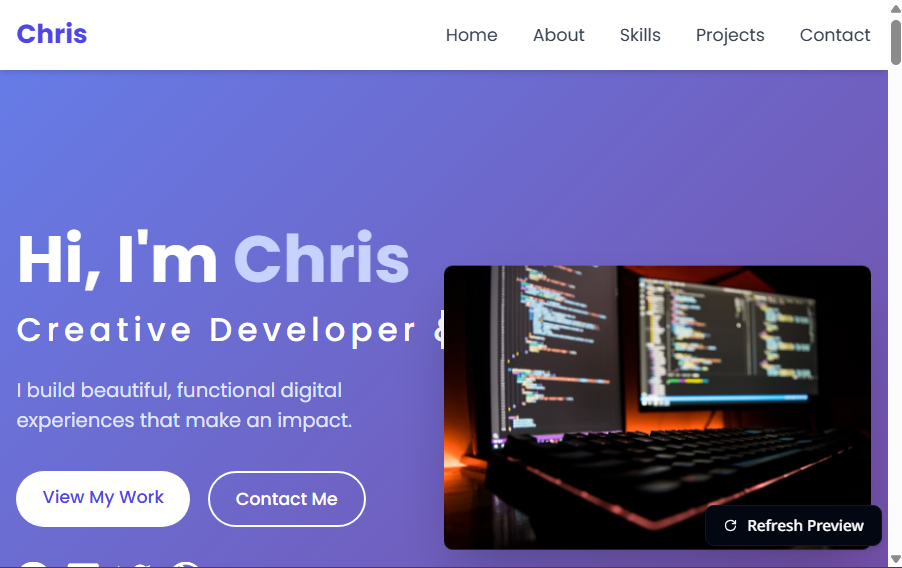 Chris
Home About Skills Projects Contact
Hi, I'm Chris
Creative Developer &
I build beautiful, functional digital
experiences that make an impact.
View My Work
Contact Me
Refresh Preview